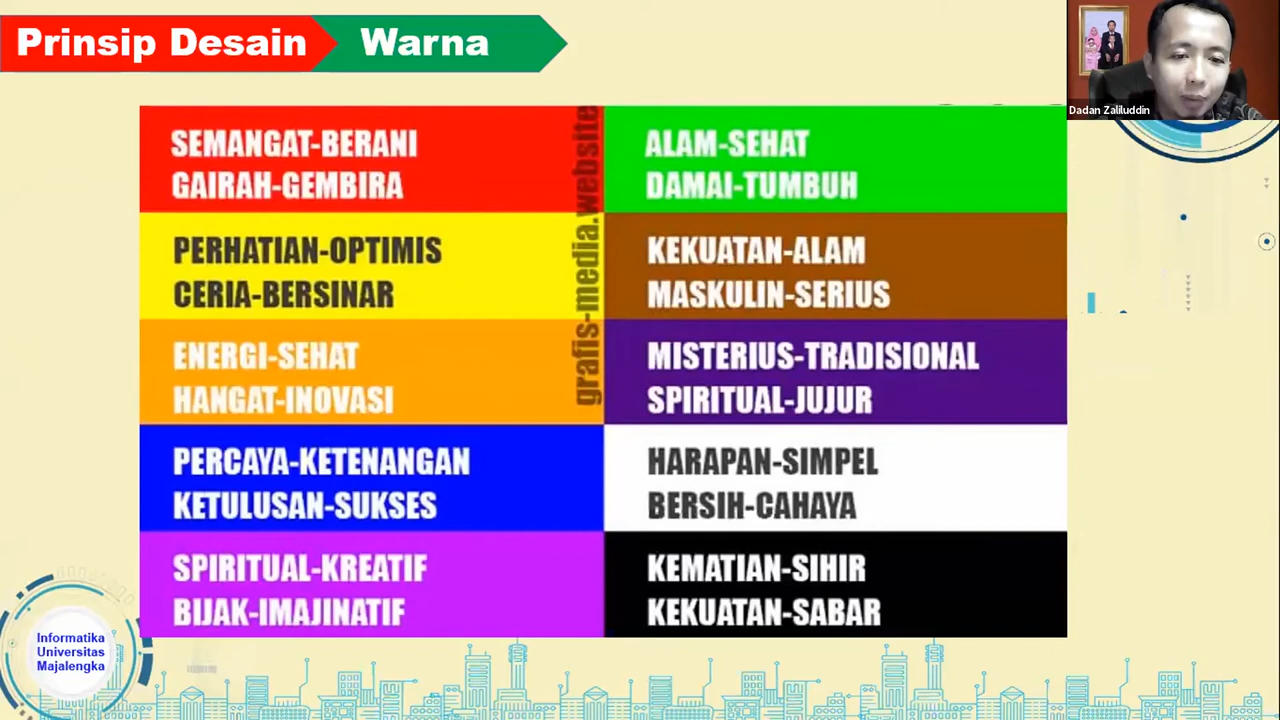 Prinsip Desain
Warna
Dadan Zaliluddin
SEMANGAT-BERANI
GAIRAH-GEMBIRA
PERHATIAN-OPTIMIS
CERIA-BERSINAR
ENERGI-SEHAT
HANGAT-INOVASI
PERCAYA-KETENANGAN
KETULUSAN-SUKSES
SPIRITUAL-KREATIF
BIJAK-IMAJINATIF
grafis-media.website
ALAM-SEHAT
DAMAI-TUMBUH
KEKUATAN-ALAM
MASKULIN-SERIUS
MISTERIUS-TRADISIONAL
SPIRITUAL-JUJUR
HARAPAN-SIMPEL
BERSIH-CAHAYA
KEMATIAN-SIHIR
KEKUATAN-SABAR
Informatika
Universitas
Majalengka